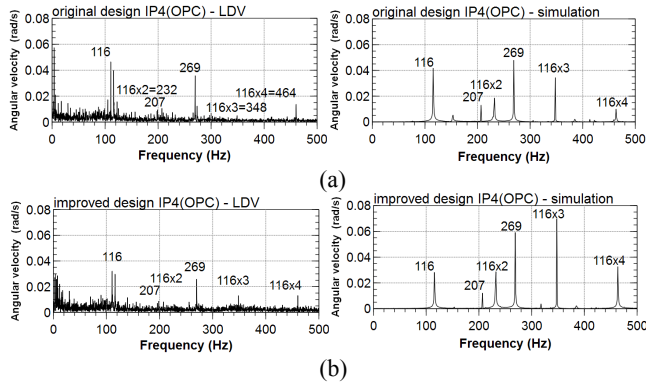 original design IP4(OPC) - LDV
Angular velocity (rad/s)
0.08
0.06
0.04
0.02
0
116
116x2=232
207
269
116x3=348
116x4=464
0 100 200 300 400 500
Frequency (Hz)
original design IP4(OPC) - simulation
Angular velocity (rad/s)
0.08
0.06
0.04
0.02
0
116
207
116x2
269
116x3
116x4
0 100 200 300 400 500
Frequency (Hz)
(a)
improved design IP4(OPC) - LDV
Angular velocity (rad/s)
0.08
0.06
0.04
0.02
0
116
207
116x2
269
116x3
116x4
0 100 200 300 400 500
Frequency (Hz)
improved design IP4(OPC) - simulation
Angular velocity (rad/s)
0.08
0.06
0.04
0.02
0
116
207
116x2
269
116x3
116x4
0 100 200 300 400 500
Frequency (Hz)
(b)